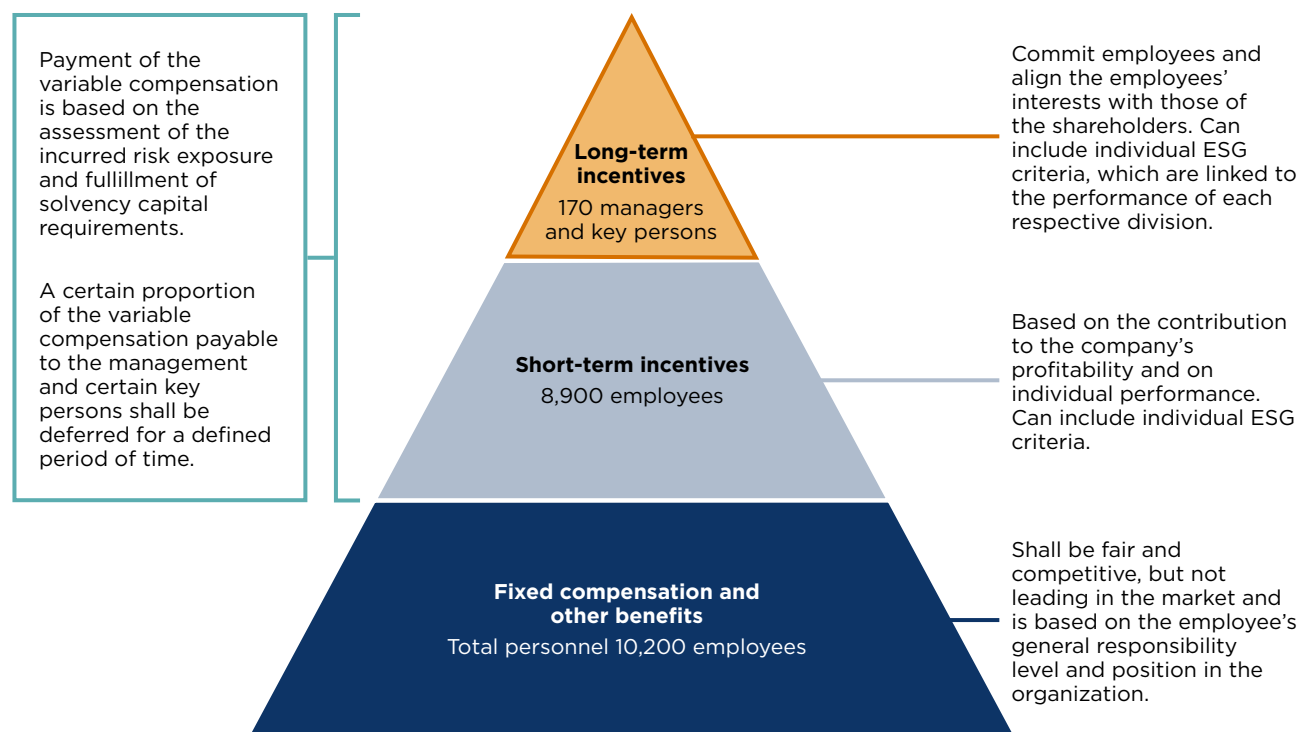 Payment of the
variable compensation
is based on the
assessment of the
incurred risk exposure
and fullillment of
solvency capital
requirements.
A certain proportion
of the variable
compensation payable
to the management
and certain key
persons shall be
deferred for a defined
period of time.
Long-term
incentives
170 managers
and key persons
Commit employees and
align the employees’
interests with those of
the shareholders. Can
include individual ESG
criteria, which are linked to
the performance of each
respective division.
Short-term incentives
8,900 employees
Based on the contribution
to the company’s
profitability and on
individual performance.
Can include individual ESG
criteria.
Fixed compensation and
other benefits
Total personnel 10,200 employees
Shall be fair and
competitive, but not
leading in the market and
is based on the employee’s
general responsibility
level and position in the
organization.